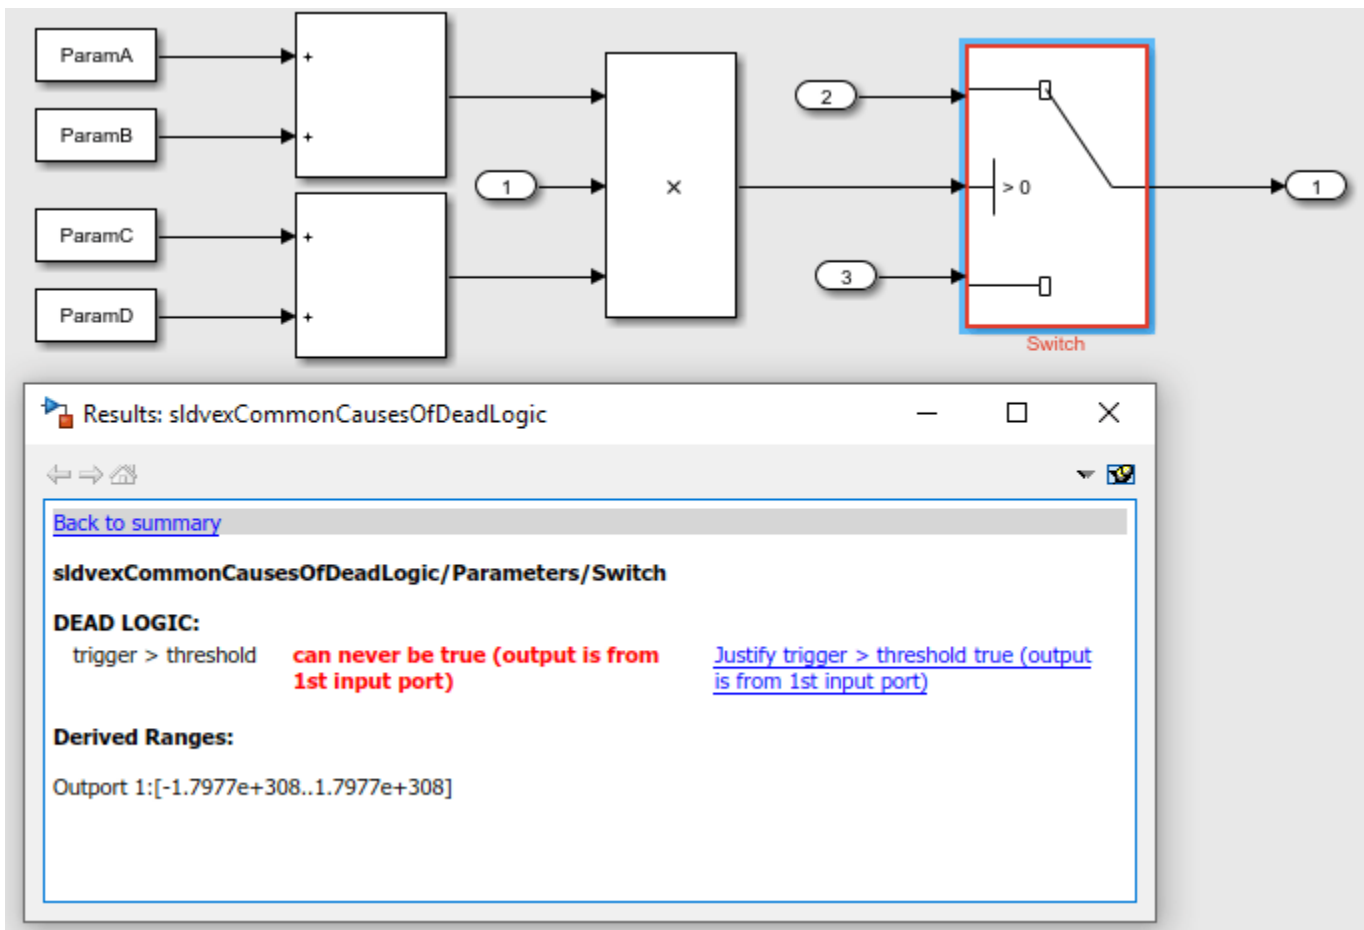 ParamA
+
2
ParamB
+
1
×
> 0
1
ParamC
+
3
ParamD
+
Switch
Results: sldvexCommonCausesOfDeadLogic
Back to summary
sldvexCommonCausesOfDeadLogic/Parameters/Switch
DEAD LOGIC:
trigger > threshold can never be true (output is from Justify trigger > threshold true (output
1st input port) is from 1st input port)
Derived Ranges:
Outport 1:[-1.7977e+308..1.7977e+308]